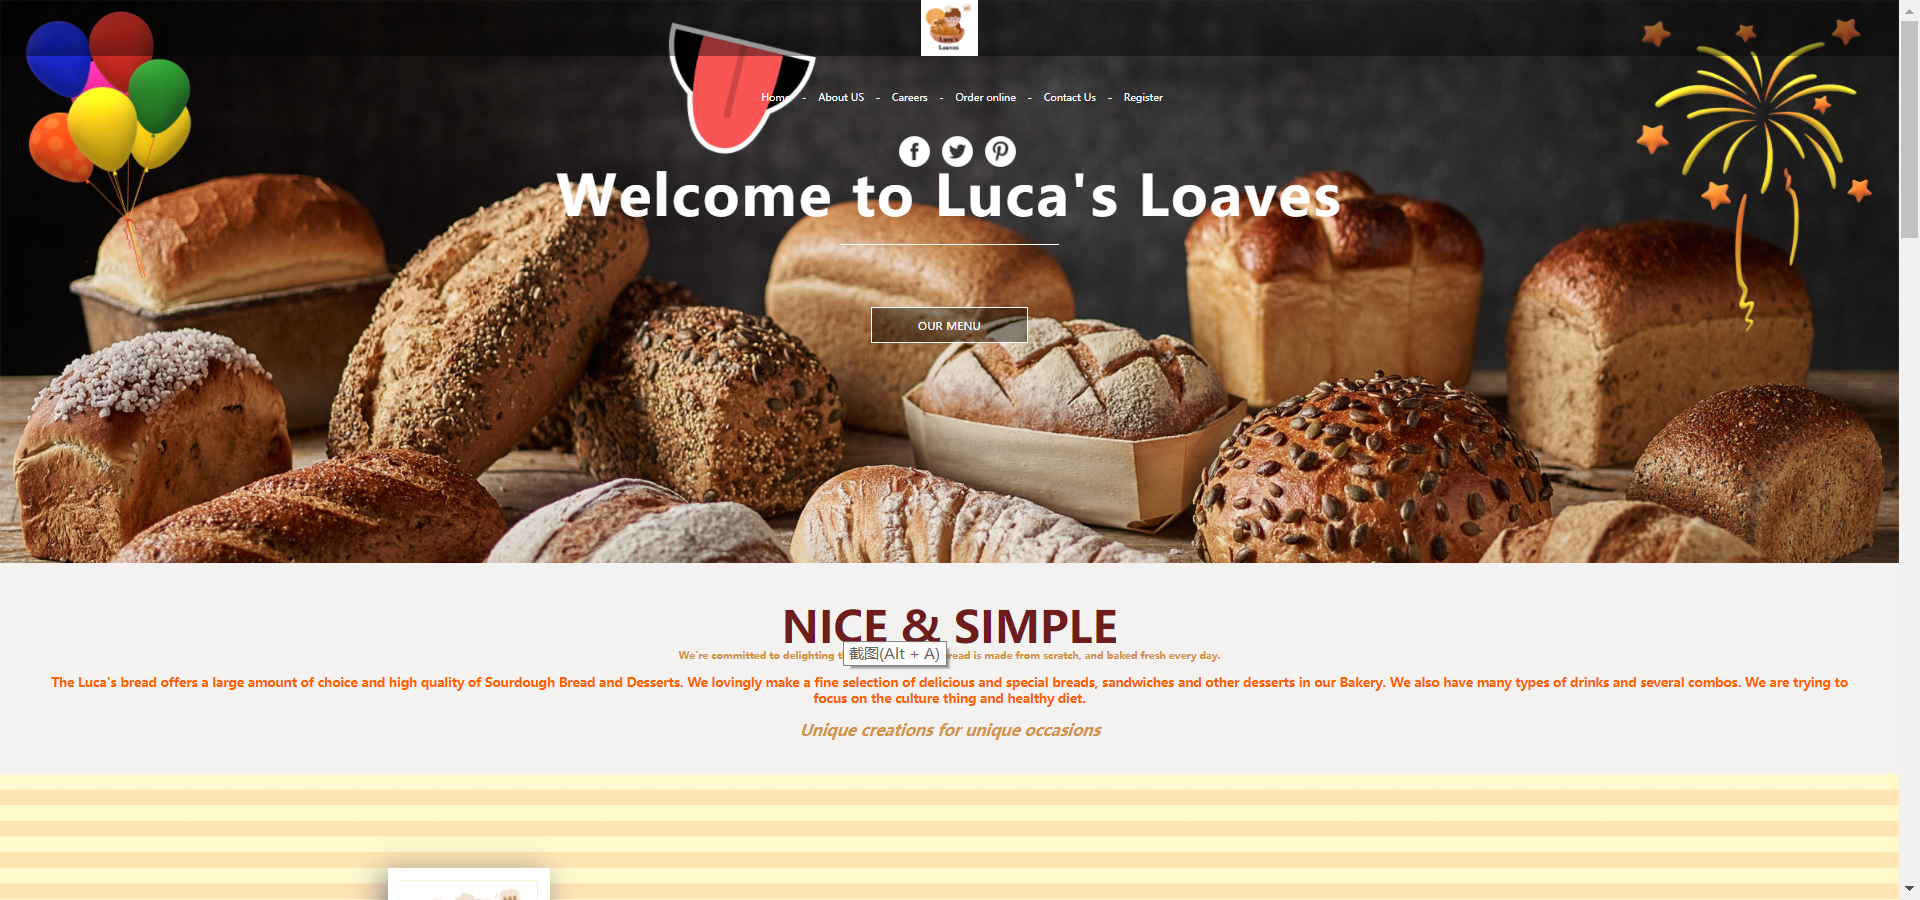 Luca's
Loaves
Home - About US - Careers - Order online - Contact Us - Register
Welcome to Luca's Loaves
OUR MENU
NICE & SIMPLE
We're committed to delighting 截图(Alt + A) is made from scratch, and baked fresh every day.
The Luca's bread offers a large amount of choice and high quality of Sourdough Bread and Desserts. We lovingly make a fine selection of delicious and special breads, sandwiches and other desserts in our Bakery. We also have many types of drinks and several combos. We are trying to
focus on the culture thing and healthy diet.
Unique creations for unique occasions